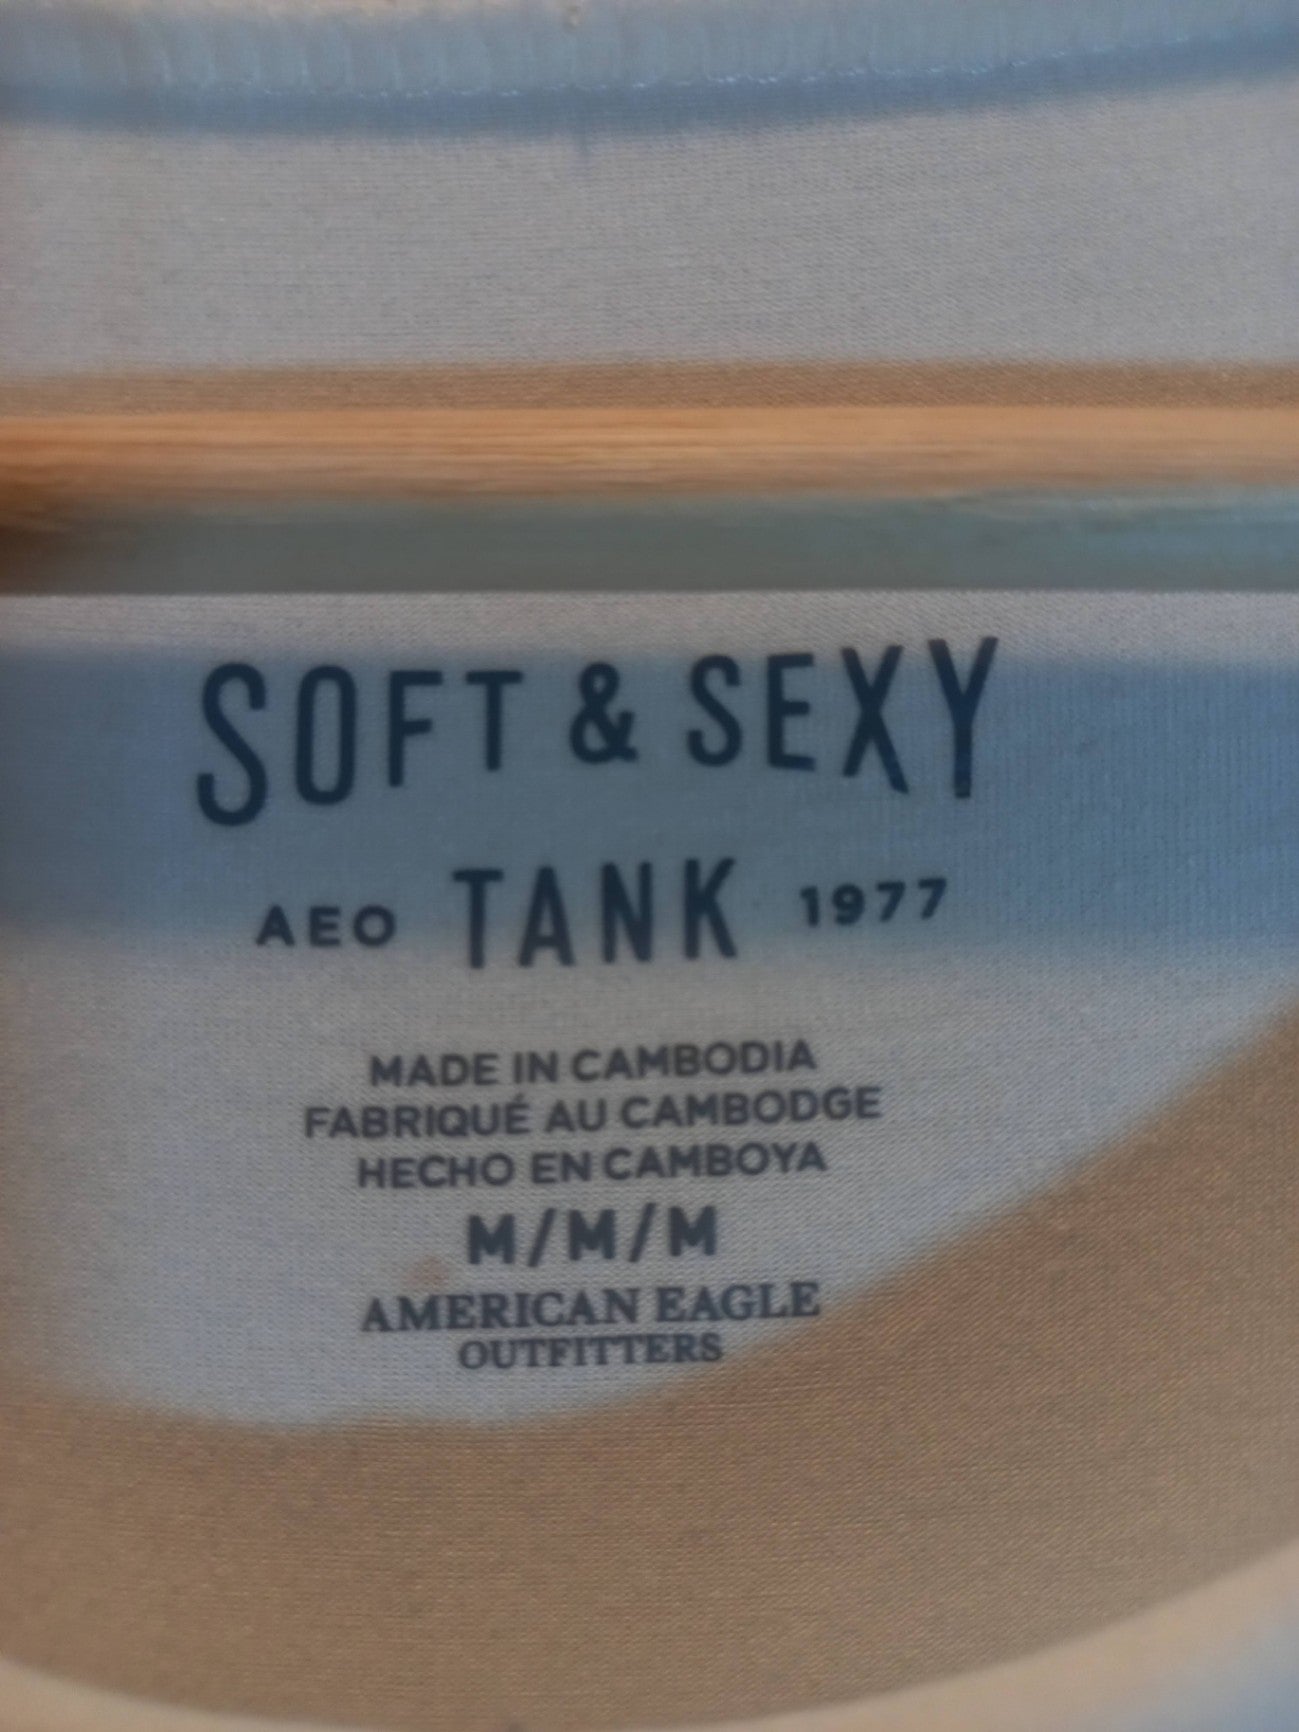 SOFT & SEXY
AEO TANK 1977
MADE IN CAMBODIA
FABRIQUÉ AU CAMBODGE
HECHO EN CAMBOYA
M/M/M
AMERICAN EAGLE
OUTFITTERS